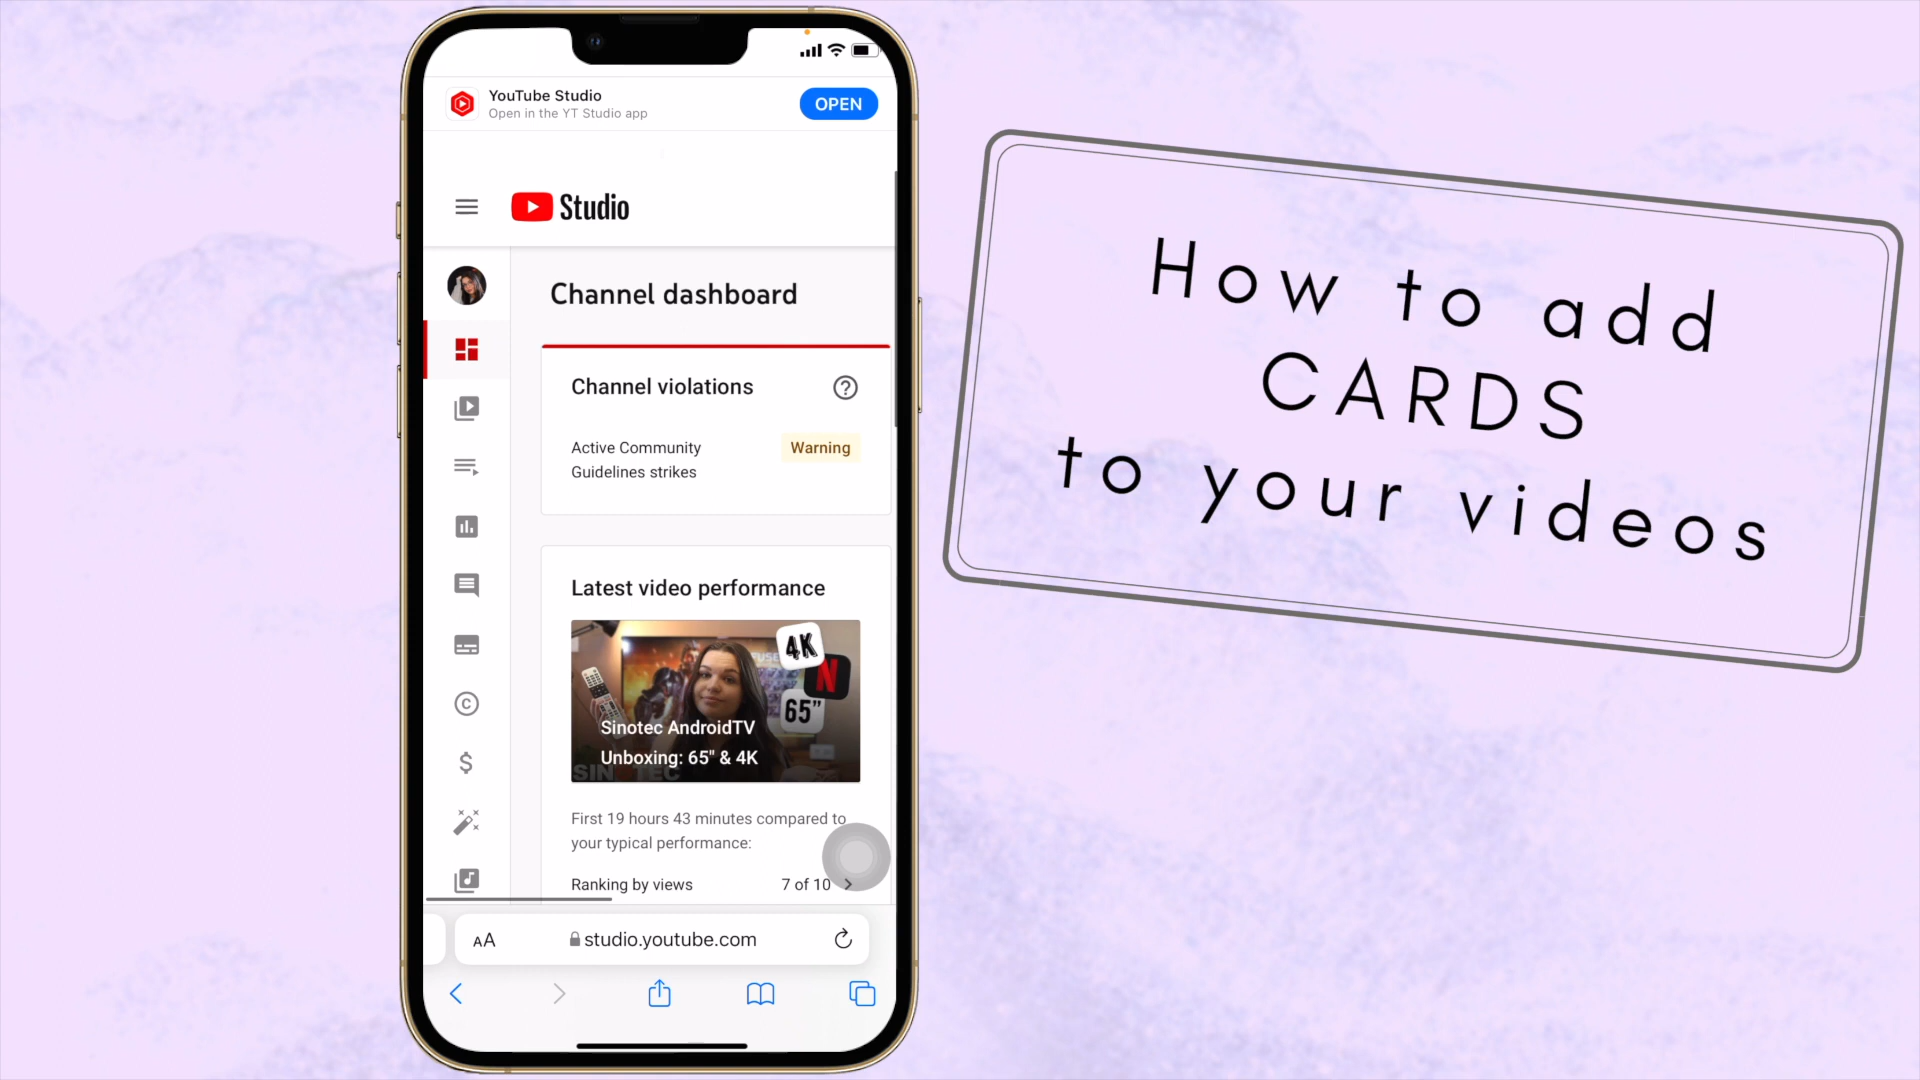 YouTube Studio
Open in the YT Studio app
OPEN
Studio
Channel dashboard
Channel violations
Active Community
Guidelines strikes
Warning
Latest video performance
4K
N
65”
Sinotec AndroidTV
Unboxing: 65" & 4K
First 19 hours 43 minutes compared to
your typical performance:
Ranking by views
7 of 10
AA
studio.youtube.com
How to add
CARDS
to your videos